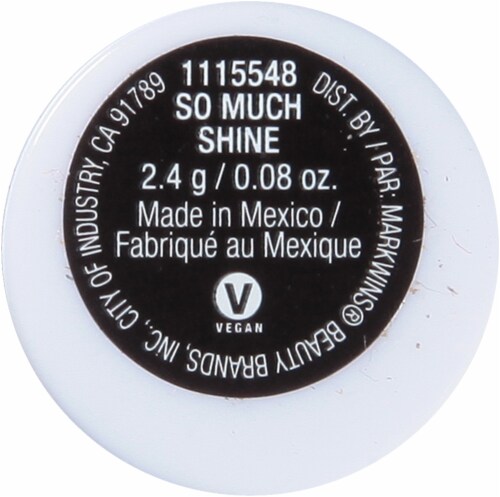 1115548
SO MUCH
SHINE
2.4 g / 0.08 oz.
Made in Mexico /
Fabriqué au Mexique
V
VEGAN
DIST. BY / PAR: MARKWINS® BEAUTY BRANDS, INC., CITY OF INDUSTRY, CA 91789